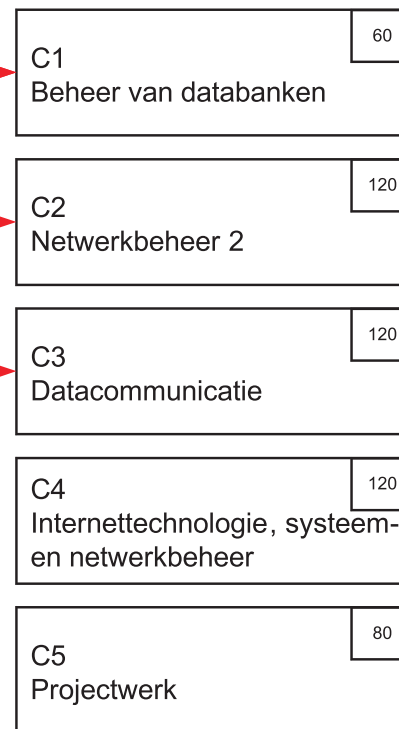 60
C1
Beheer van databanken
120
C2
Netwerkbeheer 2
120
C3
Datacommunicatie
120
C4
Internettechnologie, systeem-
en netwerkbeheer
80
C5
Projectwerk